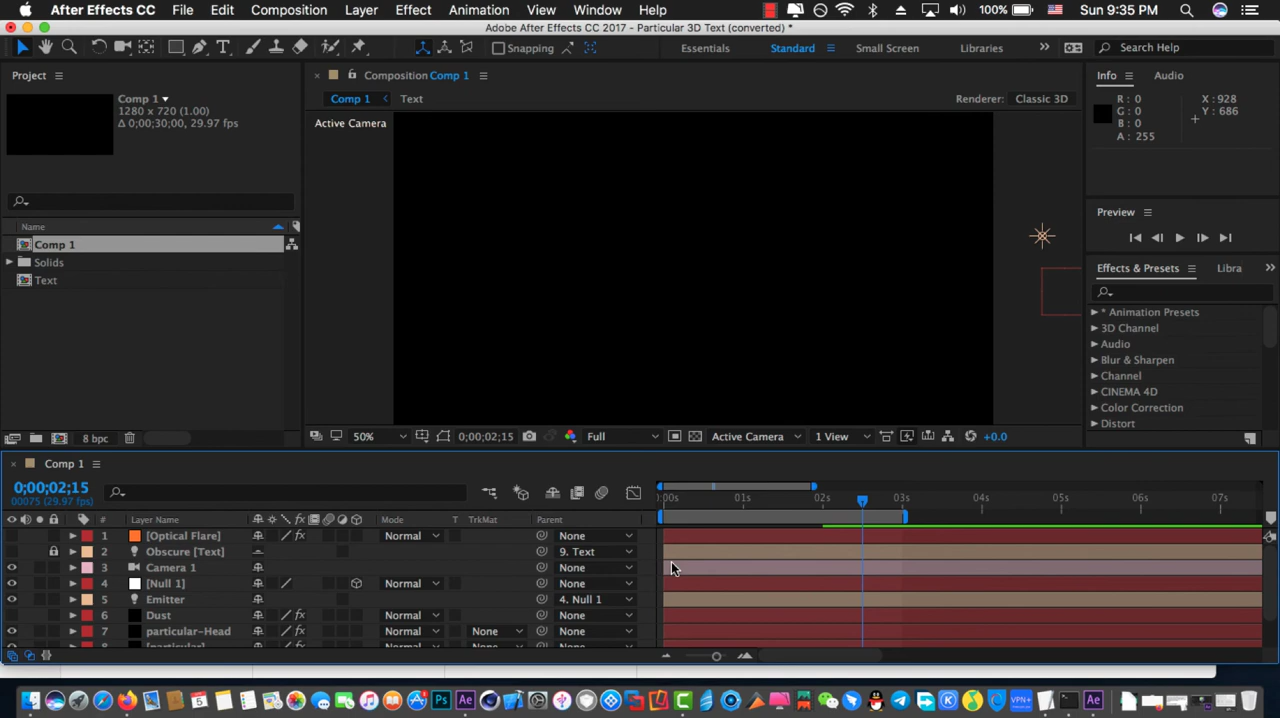 After Effects CC File Edit Composition Layer Effect Animation View Window Help 100% Sun 9:35 PM
Adobe After Effects CC 2017 - Particular 3D Text (converted) *
Snapping Essentials Standard Small Screen Libraries Search Help
Project
Comp 1
1280 x 720 (1.00)
Δ 0;00;30;00, 29.97 fps
Name
Comp 1
Solids
Text
8 bpc
Composition Comp 1
Comp 1 Text Renderer: Classic 3D
Active Camera
50% 0;00;02;15 Full Active Camera 1 View +0.0
Info Audio
R: 0 X: 928
G: 0 Y: 686
B: 0
A: 255
Preview
Effects & Presets Libra
* Animation Presets
3D Channel
Audio
Blur & Sharpen
Channel
CINEMA 4D
Color Correction
Distort
Comp 1
0;00;02;15
00075 (29.97 fps)
:00s 01s 02s 03s 04s 05s 06s 07s
# Layer Name Mode T TrkMat Parent
1 [Optical Flare] Normal None
2 Obscure [Text] 9. Text
3 Camera 1 None
4 [Null 1] Normal None
5 Emitter 4. Null 1
6 Dust Normal None
7 particular-Head Normal None None